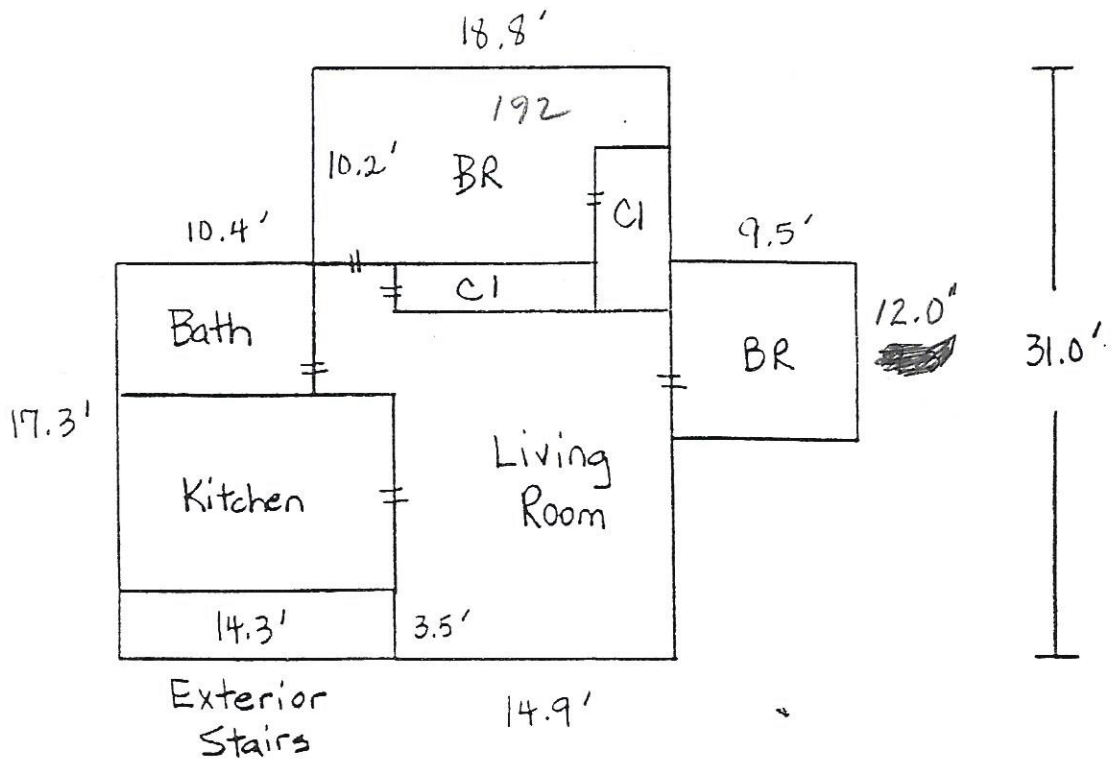 18.8'
192
10.2'
BR
Cl
10.4'
9.5'
Cl
Bath
12.0"
BR
31.0'
17.3'
Living
Room
Kitchen
14.3'
3.5'
Exterior
Stairs
14.9'